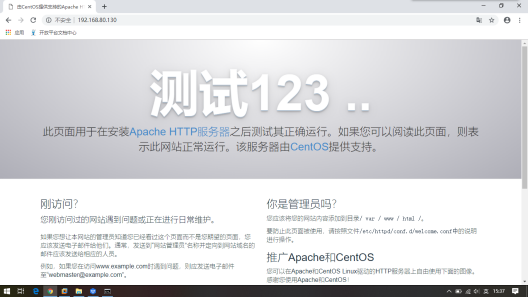 由CentOS提供支持的Apache H
不安全 | 192.168.80.130
应用 开放平台文档中心
测试123 ..
此页面用于在安装Apache HTTP服务器之后测试其正确运行。如果您可以阅读此页面，则表
示此网站正常运行。该服务器由CentOS提供支持。
刚访问？
您刚访问过的网站遇到问题或正在进行日常维护。
如果您想让本网站的管理员知道您已经看过这个页面而不是您期望的页面，您
应该发送电子邮件给他们。通常，发送到“网站管理员”名称并定向到网站域名的
邮件应该发送给相应的人员。
例如，如果您在访问www.example.com时遇到问题，则应发送电子邮件
至“webmaster@example.com”。
你是管理员吗？
您应该将您的网站内容添加到目录/ var / www / html /。
要防止此页面被使用，请按照文件/etc/httpd/conf.d/welcome.conf中的说明
进行操作。
推广Apache和CentOS
您可以在Apache和CentOS Linux驱动的HTTP服务器上自由使用下面的图像。
感谢您使用Apache和CentOS！
英 15:37